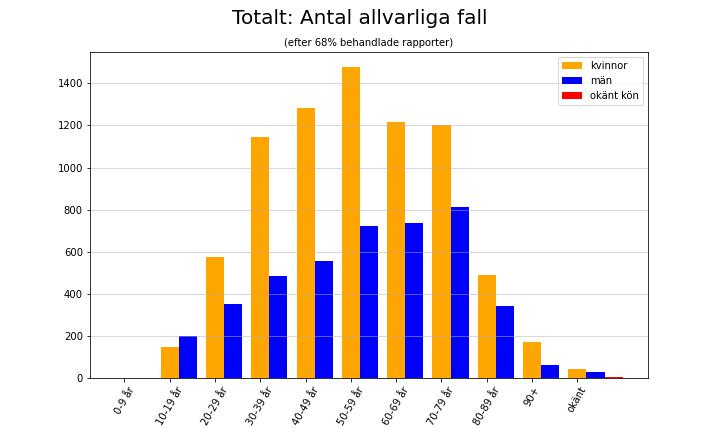 Totalt: Antal allvarliga fall
(efter 68% behandlade rapporter)
kvinnor
män
okänt kön
1400
1200
1000
800
600
400
200
0
0-9 år
10-19 år
20-29 år
30-39 år
40-49 år
50-59 år
60-69 år
70-79 år
80-89 år
90+
okänt